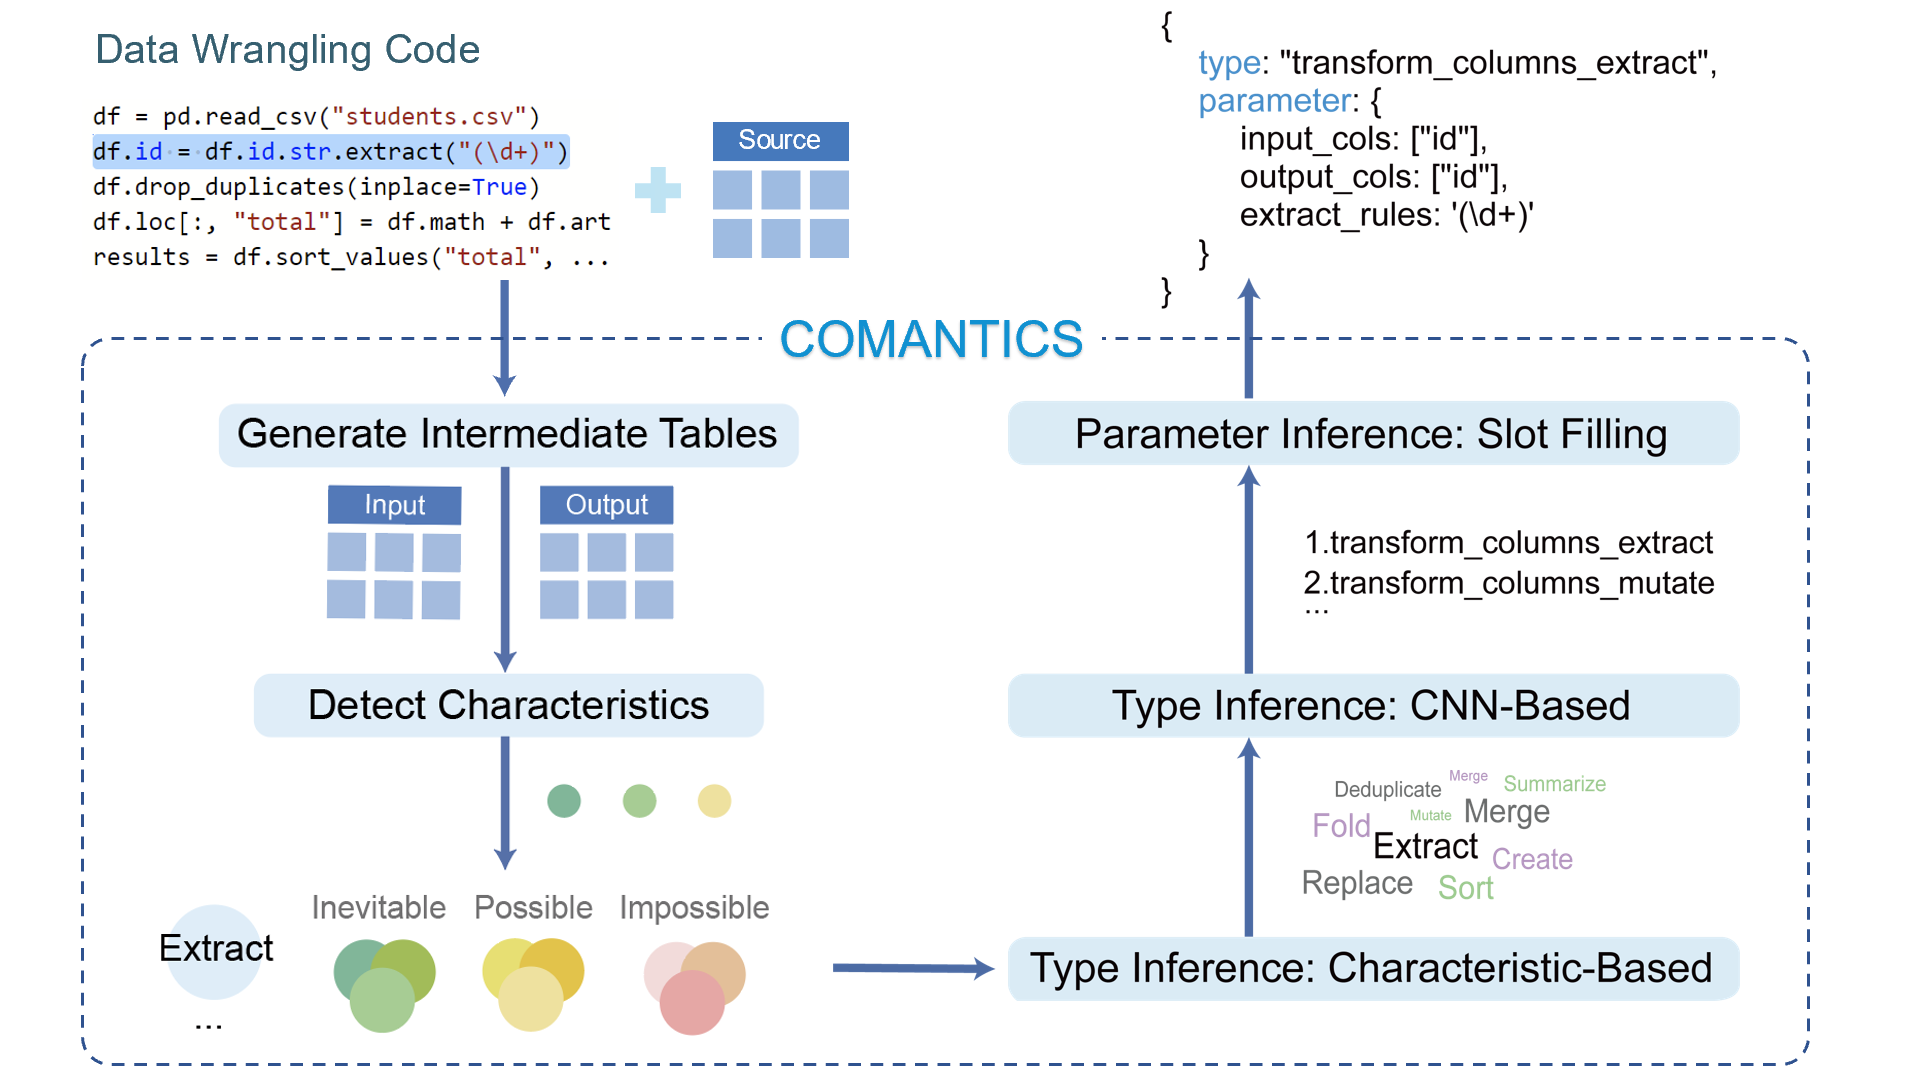 Data Wrangling Code
df = pd.read_csv("students.csv")
df.id = df.id.str.extract("(\d+)")
df.drop_duplicates(inplace=True)
df.loc[:, "total"] = df.math + df.art
results = df.sort_values("total", ...
Source
{
type: "transform_columns_extract",
parameter: {
input_cols: ["id"],
output_cols: ["id"],
extract_rules: '(\d+)'
}
}
COMANTICS
Generate Intermediate Tables
Input
Output
Detect Characteristics
Inevitable
Possible
Impossible
Extract
...
Type Inference: Characteristic-Based
Merge
Deduplicate
Summarize
Fold
Mutate
Merge
Extract
Create
Replace
Sort
Type Inference: CNN-Based
1.transform_columns_extract
2.transform_columns_mutate
...
Parameter Inference: Slot Filling